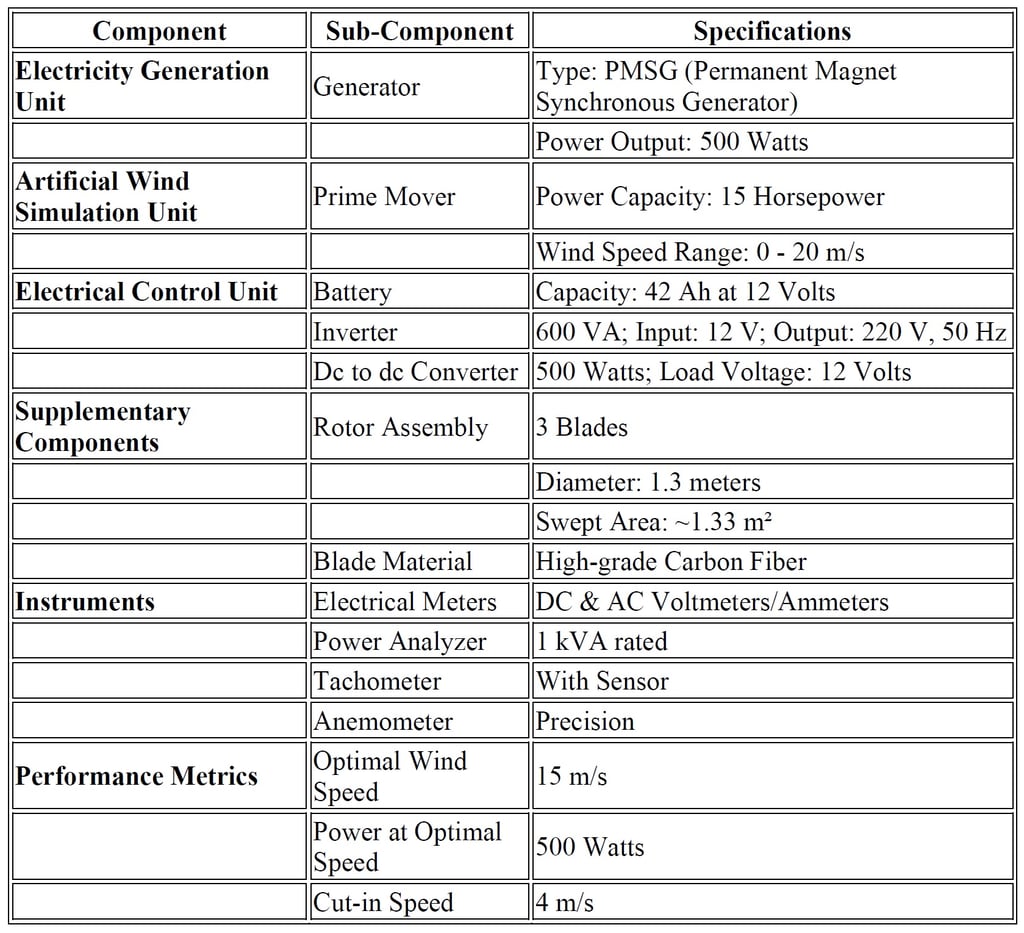 Component Sub-Component Specifications
Electricity Generation Unit Generator Type: PMSG (Permanent Magnet Synchronous Generator)
Power Output: 500 Watts
Artificial Wind Simulation Unit Prime Mover Power Capacity: 15 Horsepower
Wind Speed Range: 0 - 20 m/s
Electrical Control Unit Battery Capacity: 42 Ah at 12 Volts
Inverter 600 VA; Input: 12 V; Output: 220 V, 50 Hz
Dc to dc Converter 500 Watts; Load Voltage: 12 Volts
Supplementary Components Rotor Assembly 3 Blades
Diameter: 1.3 meters
Swept Area: ~1.33 m²
Blade Material High-grade Carbon Fiber
Instruments Electrical Meters DC & AC Voltmeters/Ammeters
Power Analyzer 1 kVA rated
Tachometer With Sensor
Anemometer Precision
Performance Metrics Optimal Wind Speed 15 m/s
Power at Optimal Speed 500 Watts
Cut-in Speed 4 m/s